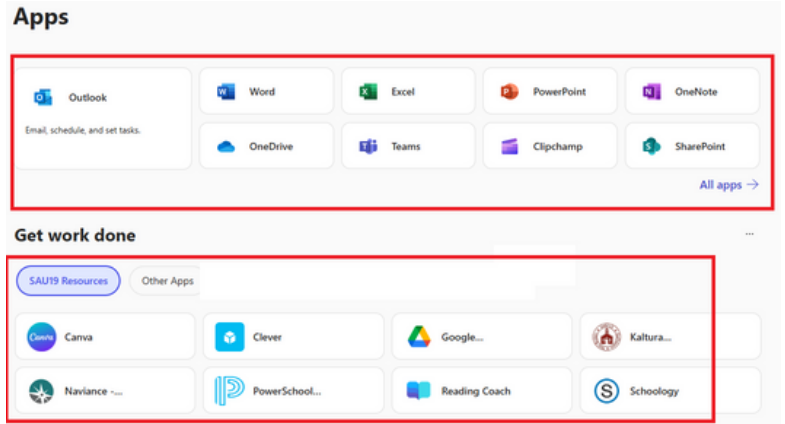 Apps
Outlook
Word
Excel
PowerPoint
OneNote
Email, schedule, and set tasks.
OneDrive
Teams
Clipchamp
SharePoint
All apps →
Get work done
...
SAU19 Resources
Other Apps
Canva
Canva
Clever
Google...
Kaltura...
Naviance -...
PowerSchool...
Reading Coach
S
Schoology